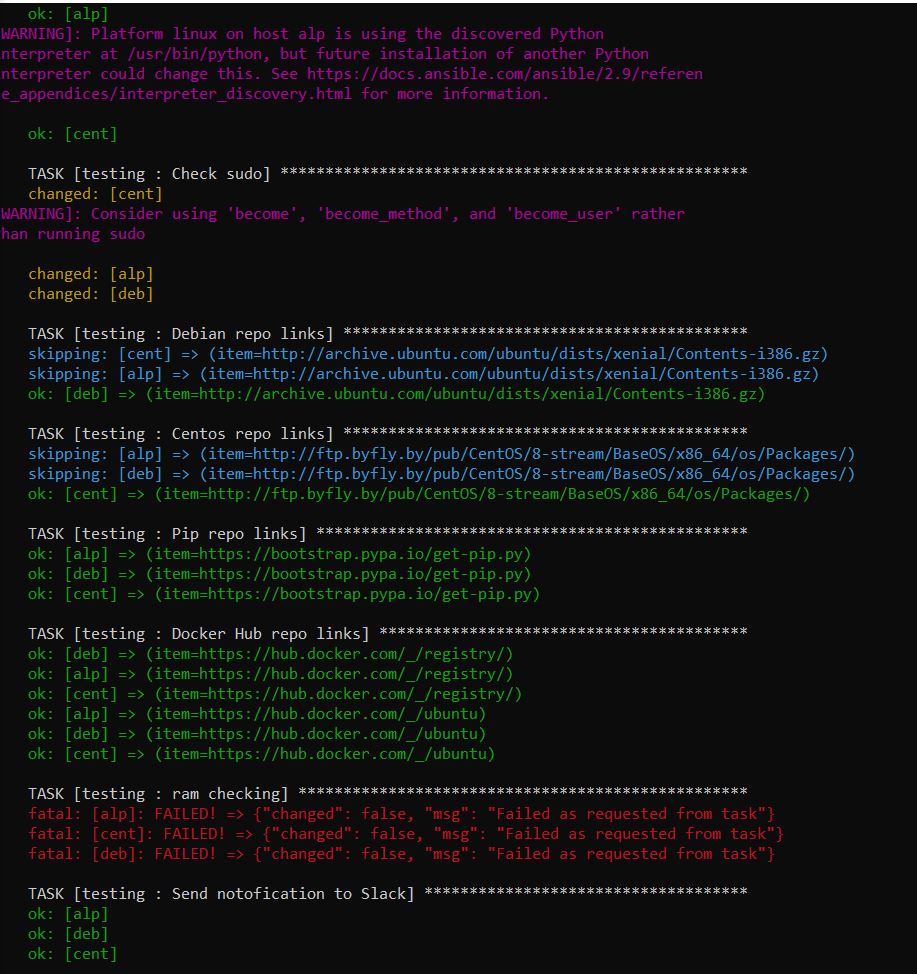 ok: [alp]
WARNING]: Platform linux on host alp is using the discovered Python
nterpreter at /usr/bin/python, but future installation of another Python
nterpreter could change this. See https://docs.ansible.com/ansible/2.9/referen
e_appendices/interpreter_discovery.html for more information.
ok: [cent]
TASK [testing : Check sudo] ****************************************************
changed: [cent]
WARNING]: Consider using 'become', 'become_method', and 'become_user' rather
han running sudo
changed: [alp]
changed: [deb]
TASK [testing : Debian repo links] *********************************************
skipping: [cent] => (item=http://archive.ubuntu.com/ubuntu/dists/xenial/Contents-i386.gz)
skipping: [alp] => (item=http://archive.ubuntu.com/ubuntu/dists/xenial/Contents-i386.gz)
ok: [deb] => (item=http://archive.ubuntu.com/ubuntu/dists/xenial/Contents-i386.gz)
TASK [testing : Centos repo links] *********************************************
skipping: [alp] => (item=http://ftp.byfly.by/pub/CentOS/8-stream/BaseOS/x86_64/os/Packages/)
skipping: [deb] => (item=http://ftp.byfly.by/pub/CentOS/8-stream/BaseOS/x86_64/os/Packages/)
ok: [cent] => (item=http://ftp.byfly.by/pub/CentOS/8-stream/BaseOS/x86_64/os/Packages/)
TASK [testing : Pip repo links] ************************************************
ok: [alp] => (item=https://bootstrap.pypa.io/get-pip.py)
ok: [deb] => (item=https://bootstrap.pypa.io/get-pip.py)
ok: [cent] => (item=https://bootstrap.pypa.io/get-pip.py)
TASK [testing : Docker Hub repo links] *****************************************
ok: [deb] => (item=https://hub.docker.com/_/registry/)
ok: [alp] => (item=https://hub.docker.com/_/registry/)
ok: [cent] => (item=https://hub.docker.com/_/registry/)
ok: [alp] => (item=https://hub.docker.com/_/ubuntu)
ok: [deb] => (item=https://hub.docker.com/_/ubuntu)
ok: [cent] => (item=https://hub.docker.com/_/ubuntu)
TASK [testing : ram checking] **************************************************
fatal: [alp]: FAILED! => {"changed": false, "msg": "Failed as requested from task"}
fatal: [cent]: FAILED! => {"changed": false, "msg": "Failed as requested from task"}
fatal: [deb]: FAILED! => {"changed": false, "msg": "Failed as requested from task"}
TASK [testing : Send notofication to Slack] ************************************
ok: [alp]
ok: [deb]
ok: [cent]